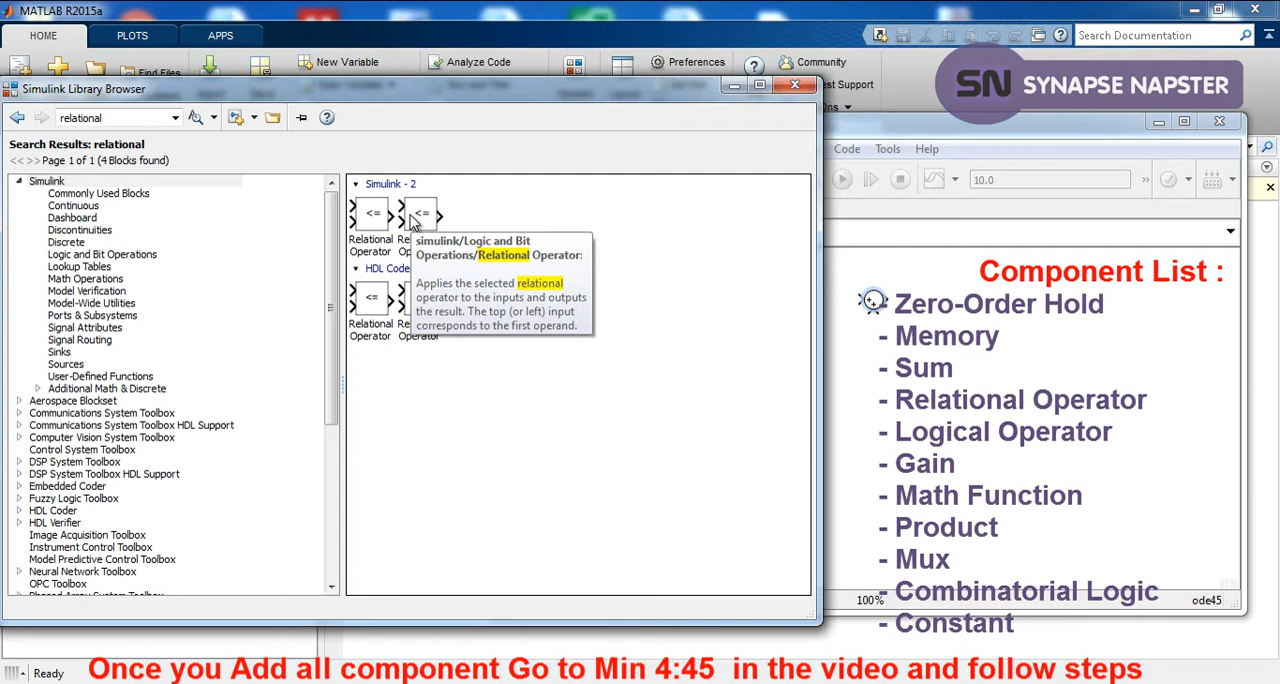 MATLAB R2015a
HOME
PLOTS
APPS
Search Documentation
Find Files
New Variable
Analyze Code
Preferences
Community
SN SYNAPSE NAPSTER
Simulink Library Browser
relational
Search Results: relational
<< >> Page 1 of 1 (4 Blocks found)
Simulink
Commonly Used Blocks
Continuous
Dashboard
Discontinuities
Discrete
Logic and Bit Operations
Lookup Tables
Math Operations
Model Verification
Model-Wide Utilities
Ports & Subsystems
Signal Attributes
Signal Routing
Sinks
Sources
User-Defined Functions
Additional Math & Discrete
Aerospace Blockset
Communications System Toolbox
Communications System Toolbox HDL Support
Computer Vision System Toolbox
Control System Toolbox
DSP System Toolbox
DSP System Toolbox HDL Support
Embedded Coder
Fuzzy Logic Toolbox
HDL Coder
HDL Verifier
Image Acquisition Toolbox
Instrument Control Toolbox
Model Predictive Control Toolbox
Neural Network Toolbox
OPC Toolbox
Simulink - 2
<= <=
Relational
Operator
simulink/Logic and Bit
Operations/Relational Operator:
Applies the selected relational
operator to the inputs and outputs
the result. The top (or left) input
corresponds to the first operand.
HDL Code
<=
Relational
Operator Operator
Code Tools Help
10.0
Component List :
- Zero-Order Hold
- Memory
- Sum
- Relational Operator
- Logical Operator
- Gain
- Math Function
- Product
- Mux
- Combinatorial Logic
- Constant
100%
ode45
Ready
Once you Add all component Go to Min 4:45 in the video and follow steps